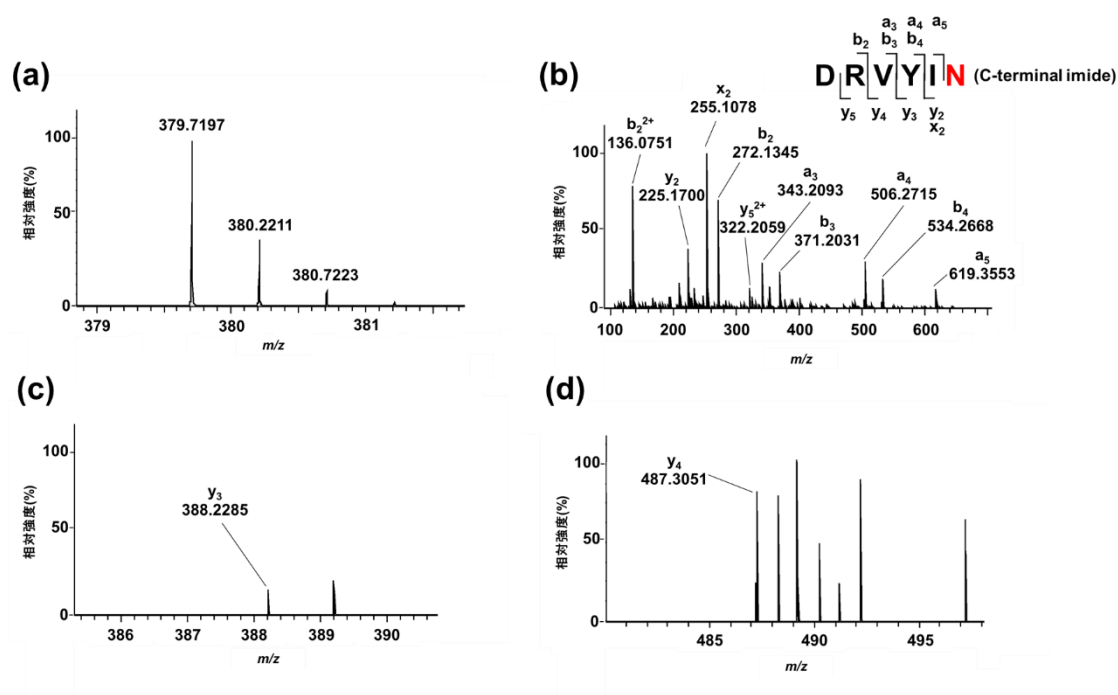 (a)
100
50
0
相対強度(%)
379.7197
380.2211
380.7223
379
380
381
m/z
(b)
a₃ a₄ a₅
b₂ b₃ b₄
DRVYIN (C-terminal imide)
y₅ y₄ y₃ y₂
x₂
100
50
0
相対強度(%)
b₂²⁺
136.0751
y₂
225.1700
x₂
255.1078
b₂
272.1345
y₅²⁺
322.2059
a₃
343.2093
b₃
371.2031
a₄
506.2715
b₄
534.2668
a₅
619.3553
100 200 300 400 500 600
m/z
(c)
100
50
0
相対強度(%)
y₃
388.2285
386 387 388 389 390
m/z
(d)
100
50
0
相対強度(%)
y₄
487.3051
485 490 495
m/z